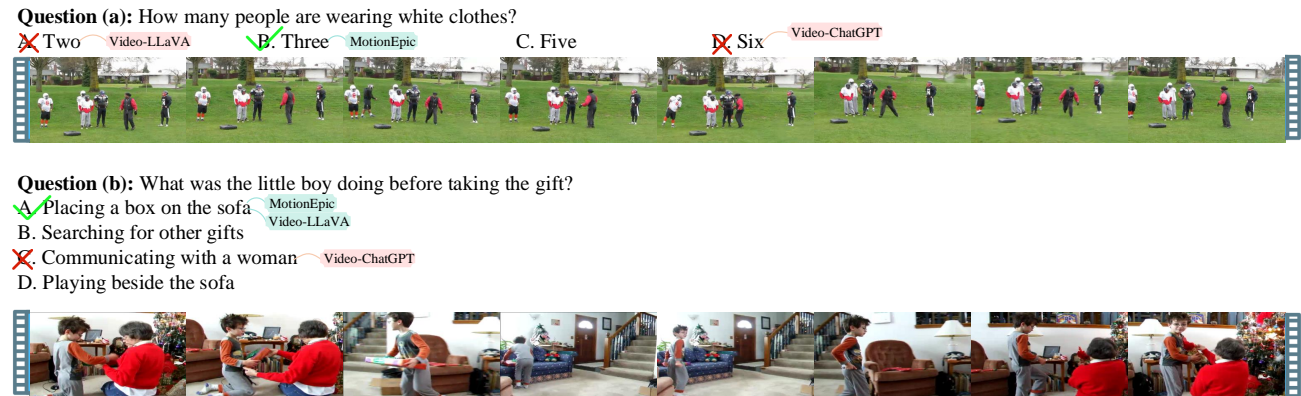 Question (a): How many people are wearing white clothes?
A. Two Video-LLaVA B. Three MotionEpic C. Five D. Six Video-ChatGPT
Question (b): What was the little boy doing before taking the gift?
A. Placing a box on the sofa MotionEpic
Video-LLaVA
B. Searching for other gifts
C. Communicating with a woman Video-ChatGPT
D. Playing beside the sofa